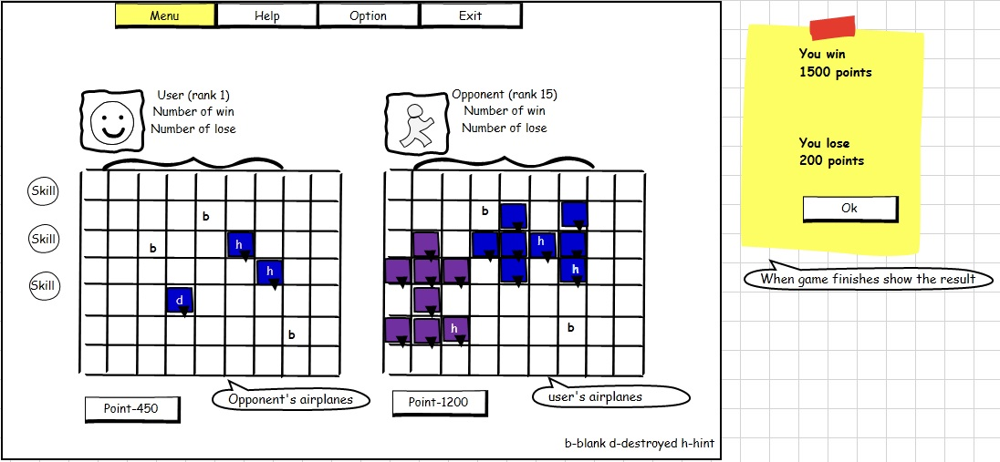 Menu
Help
Option
Exit
User (rank 1)
Number of win
Number of lose
Opponent (rank 15)
Number of win
Number of lose
Skill
Skill
Skill
b
b
h
h
d
b
b
h
h
h
b
Opponent's airplanes
user's airplanes
Point-450
Point-1200
b-blank d-destroyed h-hint
You win
1500 points
You lose
200 points
Ok
When game finishes show the result